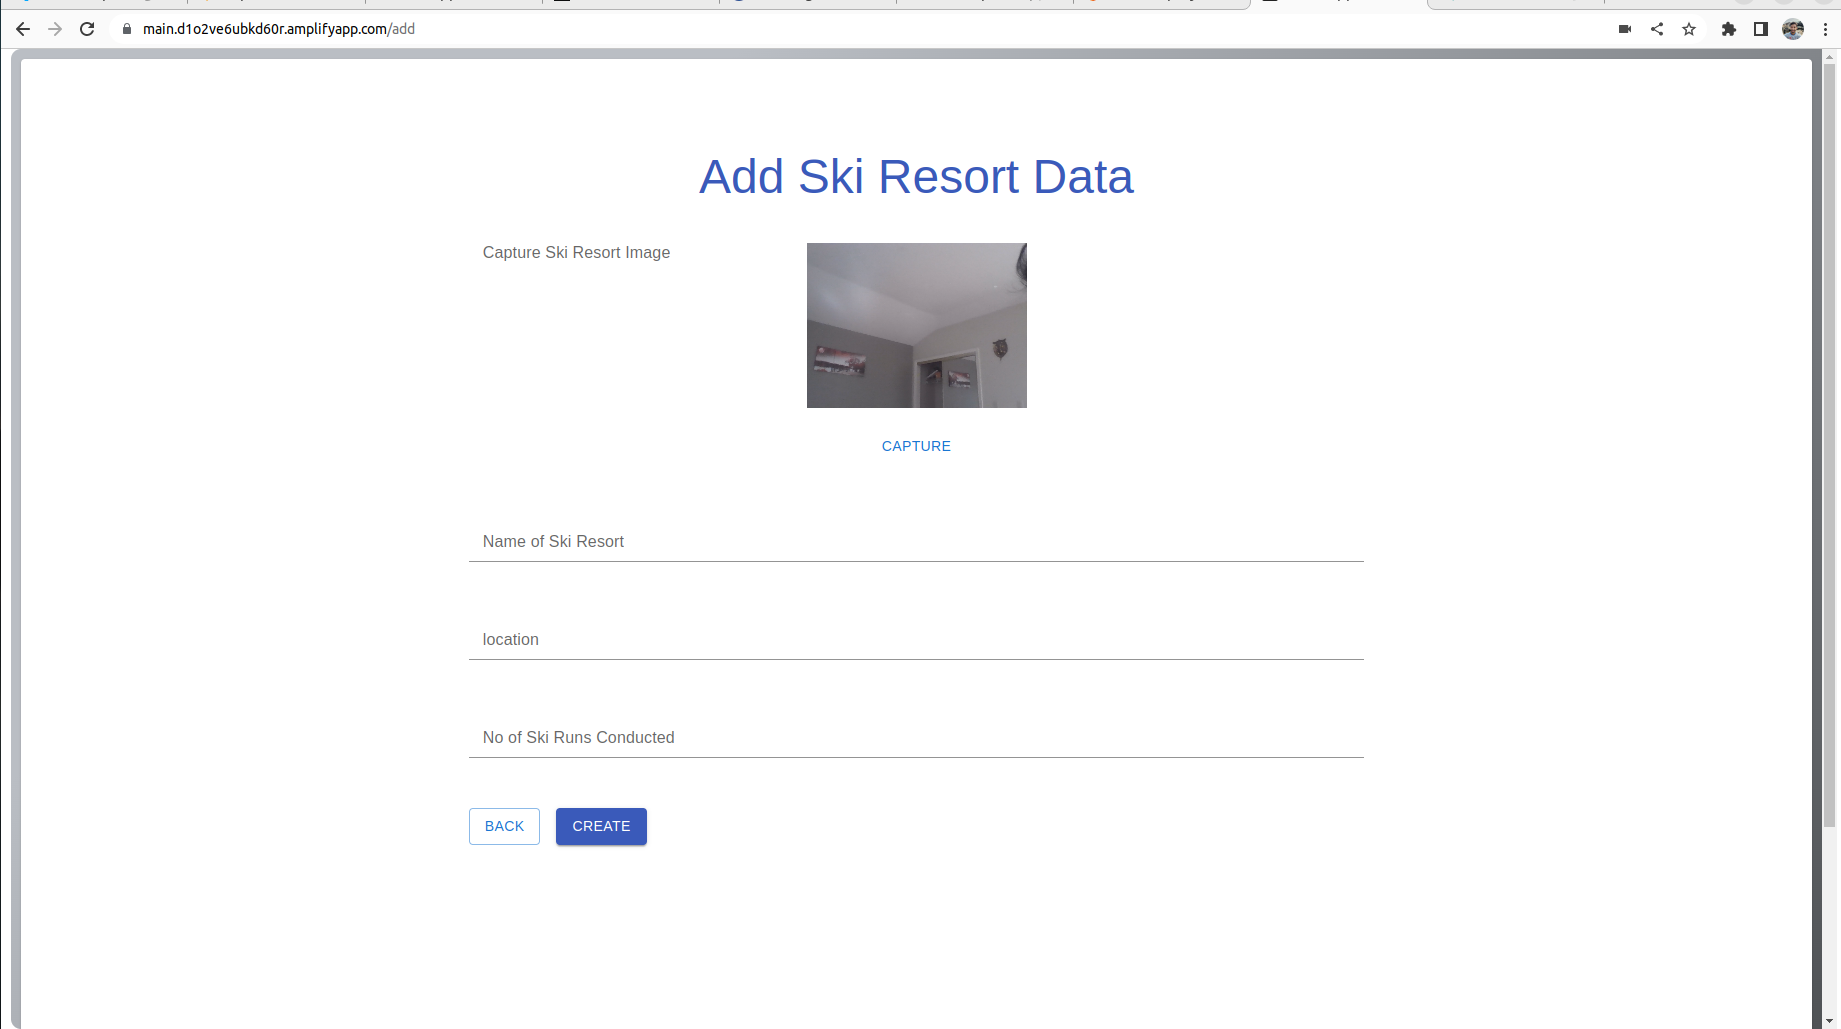 main.d1o2ve6ubkd60r.amplifyapp.com/add
Add Ski Resort Data
Capture Ski Resort Image
CAPTURE
Name of Ski Resort
location
No of Ski Runs Conducted
BACK CREATE